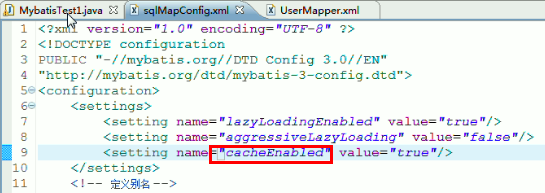 MybatisTest1.java sqlMapConfig.xml UserMapper.xml
1 <?xml version="1.0" encoding="UTF-8" ?>
2 <!DOCTYPE configuration
3 PUBLIC "-//mybatis.org//DTD Config 3.0//EN"
4 "http://mybatis.org/dtd/mybatis-3-config.dtd">
5 <configuration>
6 <settings>
7 <setting name="lazyLoadingEnabled" value="true"/>
8 <setting name="aggressiveLazyLoading" value="false"/>
9 <setting name="cacheEnabled" value="true"/>
10 </settings>
11 <!-- 定义别名-->